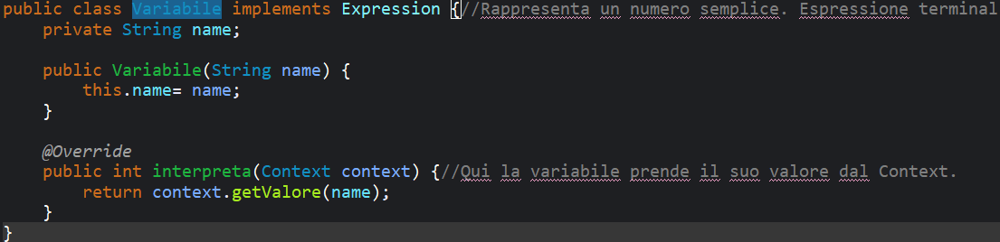 public class Variabile implements Expression {//Rappresenta un numero semplice. Espressione terminal
private String name;
public Variabile(String name) {
this.name= name;
}
@Override
public int interpreta(Context context) {//Qui la variabile prende il suo valore dal Context.
return context.getValore(name);
}
}